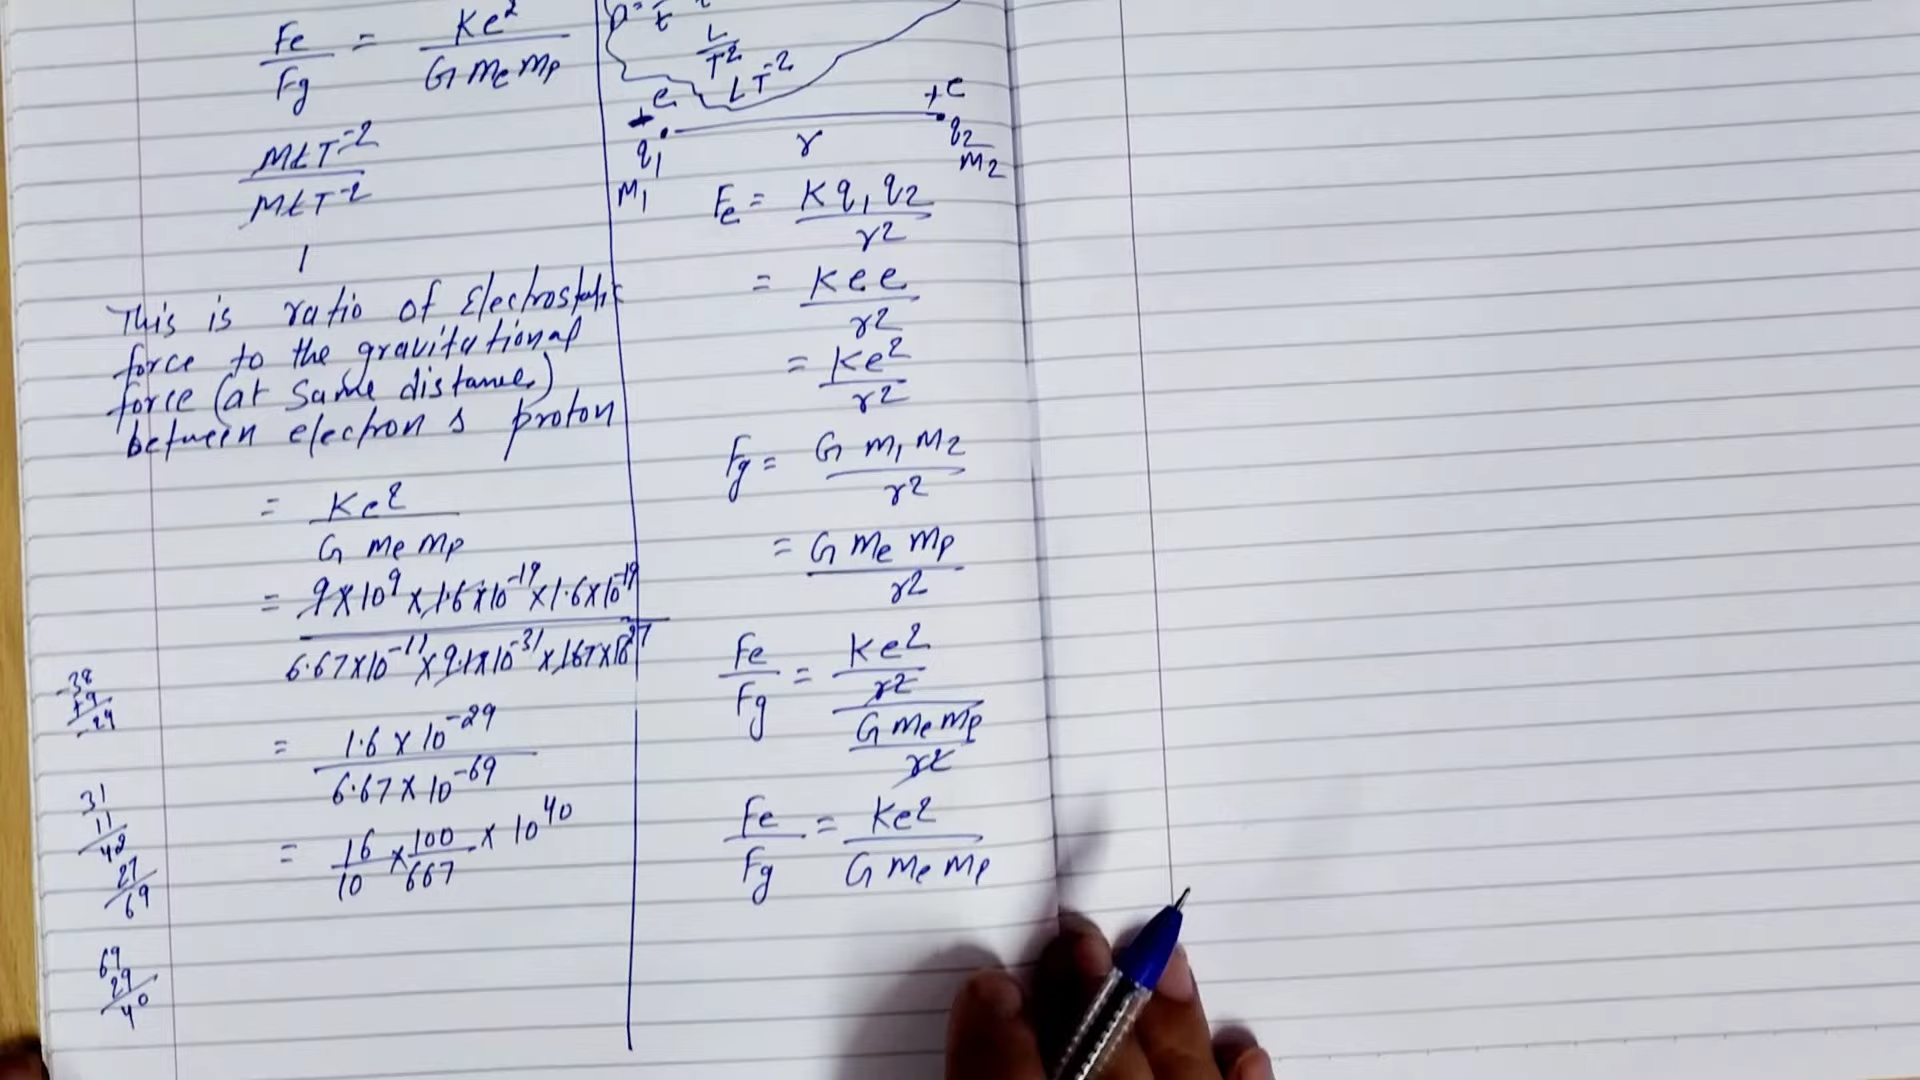 Fe/Fg = Ke²/G me mp
MLT⁻²/MLT⁻²
1
This is ratio of Electrostatic
force to the gravitational
force (at same distance)
between electron & proton
= Ke²/G me mp
= 9×10⁹×1.6×10⁻¹⁹×1.6×10⁻¹⁹/6.67×10⁻¹¹×9.1×10⁻³¹×1.67×10⁻²⁷
= 1.6×10⁻²⁹/6.67×10⁻⁶⁹
= 16/10 × 100/667 × 10⁴⁰
-38
+9
-29
31
11
42
27
69
69
29
40
L/T²
LT⁻²
e
+e
q₁
r
q₂
M₁
M₂
Fe = Kq₁q₂/r²
= Kee/r²
= Ke²/r²
Fg = G m₁ M₂/r²
= G me mp/r²
Fe/Fg = Ke²/r²/G me mp/r²
Fe/Fg = Ke²/G me mp